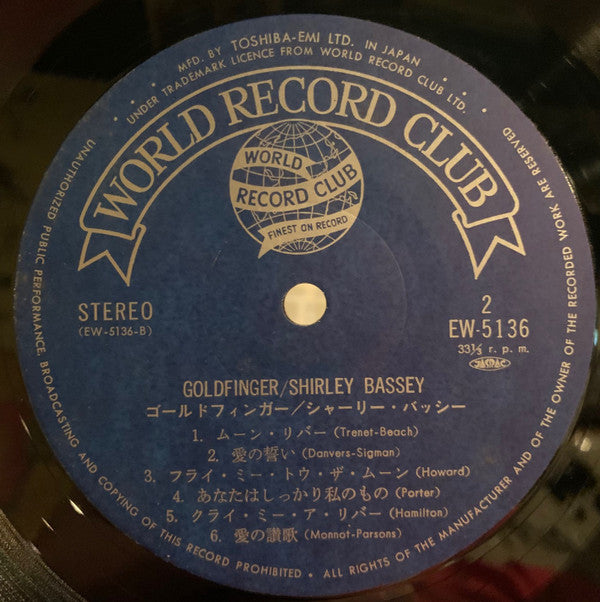 MFD. BY TOSHIBA-EMI LTD. IN JAPAN
UNDER TRADEMARK LICENCE FROM WORLD RECORD CLUB LTD.
WORLD RECORD CLUB
WORLD
RECORD CLUB
FINEST ON RECORD
STEREO
(EW-5136-B)
2
EW-5136
33⅓ r. p. m.
JASRAC
GOLDFINGER/SHIRLEY BASSEY
ゴールドフィンガー/シャーリー・バッシー
1. ムーン・リバー (Trenet-Beach)
2. 愛の誓い (Danvers-Sigman)
3. フライ・ミー・トウ・ザ・ムーン (Howard)
4. あなたはしっかり私のもの (Porter)
5. クライ・ミー・ア・リバー (Hamilton)
6. 愛の讃歌 (Monnot-Parsons)
UNAUTHORIZED PUBLIC PERFORMANCE, BROADCASTING AND COPYING OF THIS RECORD PROHIBITED • ALL RIGHTS OF THE MANUFACTURER AND OF THE OWNER OF THE RECORDED WORK ARE RESERVED